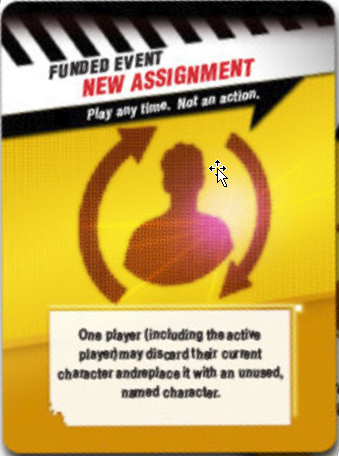 FUNDED EVENT
NEW ASSIGNMENT
Play any time. Not an action.
One player (including the active
player) may discard their current
character andreplace it with an unused,
named character.